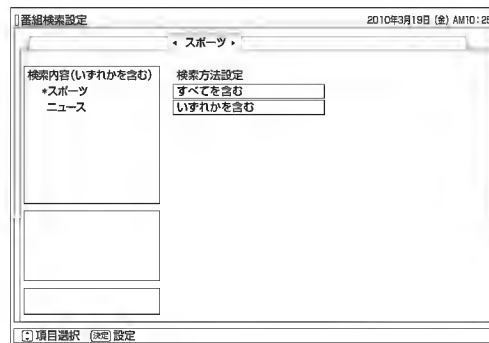 番組検索設定 2010年3月19日 (金) AM10:25
スポーツ
検索内容(いずれかを含む)
*スポーツ
ニュース
検索方法設定
すべてを含む
いずれかを含む
項目選択 決定 設定